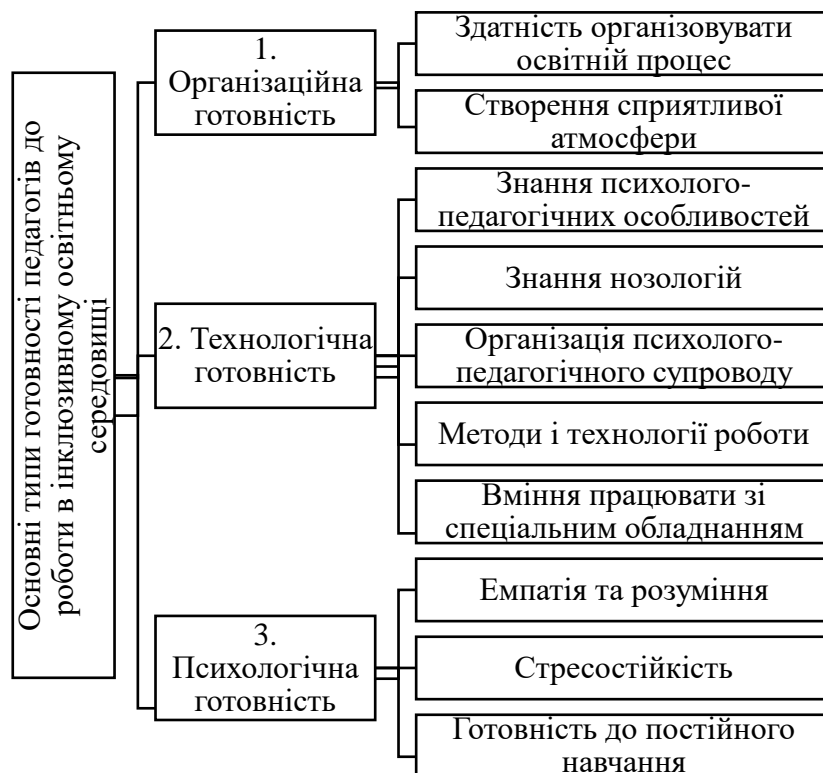 Основні типи готовності педагогів до
роботи в інклюзивному освітньому
середовищі
1.
Організаційна
готовність
Здатність організовувати
освітній процес
Створення сприятливої
атмосфери
2. Технологічна
готовність
Знання психолого-
педагогічних особливостей
Знання нозологій
Організація психолого-
педагогічного супроводу
Методи і технології роботи
Вміння працювати зі
спеціальним обладнанням
3.
Психологічна
готовність
Емпатія та розуміння
Стресостійкість
Готовність до постійного
навчання